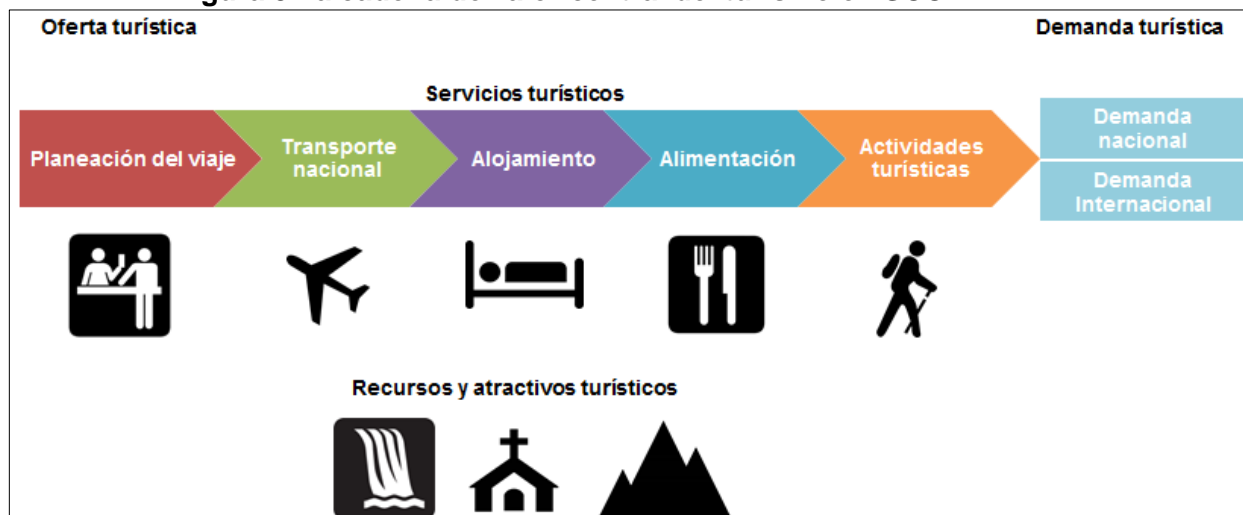 Oferta turística
Demanda turística
Servicios turísticos
Planeación del viaje
Transporte
nacional
Alojamiento
Alimentación
Actividades
turísticas
Demanda
nacional
Demanda
Internacional
Recursos y atractivos turísticos